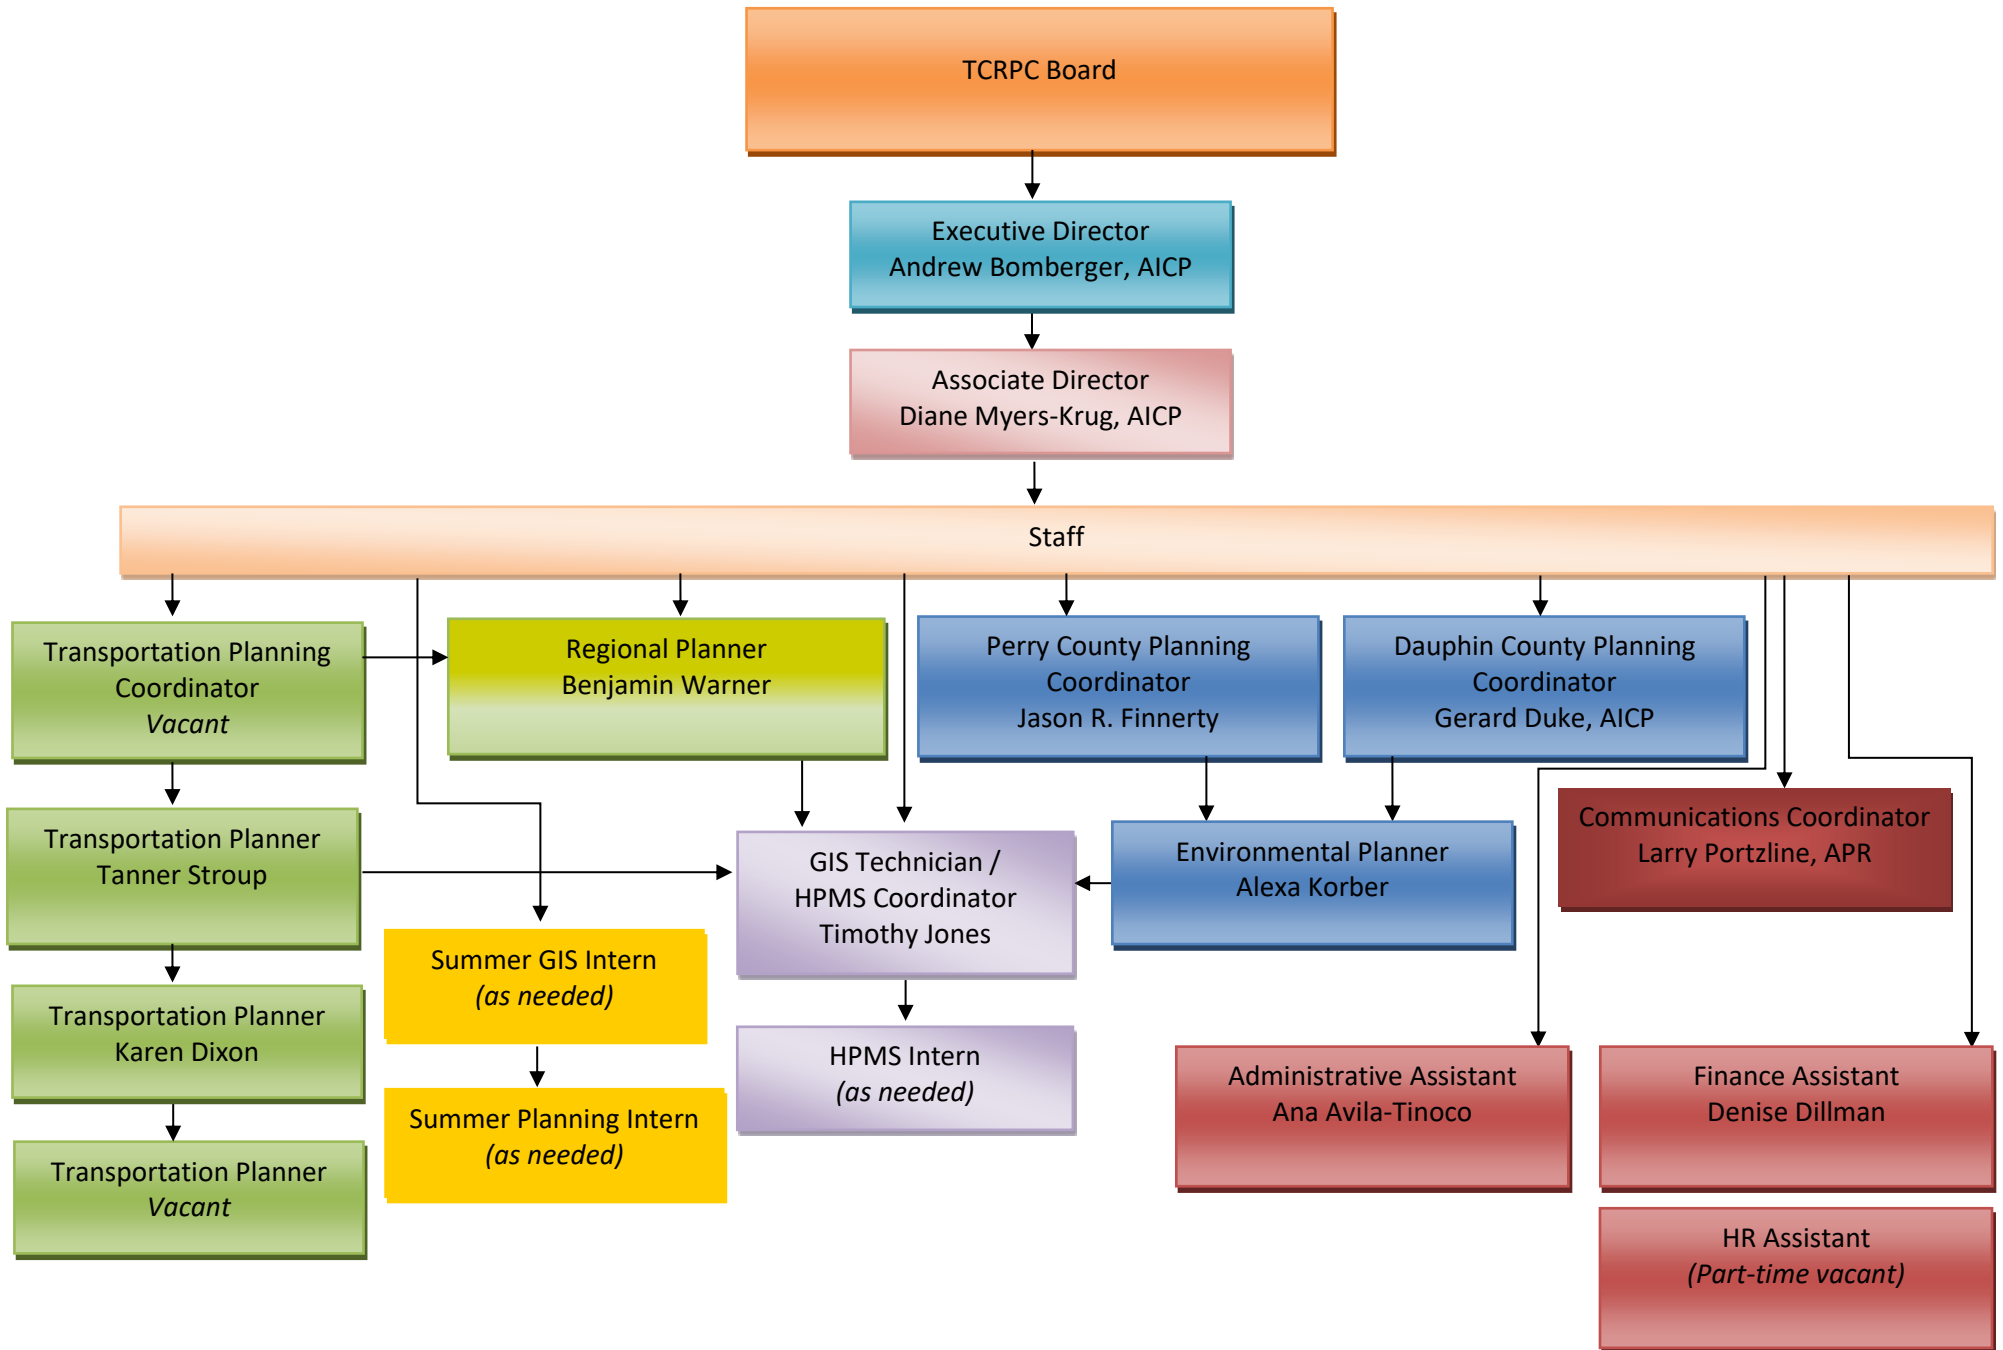 TCRPC Board
Executive Director
Andrew Bomberger, AICP
Associate Director
Diane Myers-Krug, AICP
Staff
Transportation Planning
Coordinator
Vacant
Regional Planner
Benjamin Warner
Perry County Planning
Coordinator
Jason R. Finnerty
Dauphin County Planning
Coordinator
Gerard Duke, AICP
Transportation Planner
Tanner Stroup
GIS Technician /
HPMS Coordinator
Timothy Jones
Environmental Planner
Alexa Korber
Communications Coordinator
Larry Portzline, APR
Summer GIS Intern
(as needed)
Transportation Planner
Karen Dixon
HPMS Intern
(as needed)
Administrative Assistant
Ana Avila-Tinoco
Finance Assistant
Denise Dillman
Summer Planning Intern
(as needed)
Transportation Planner
Vacant
HR Assistant
(Part-time vacant)